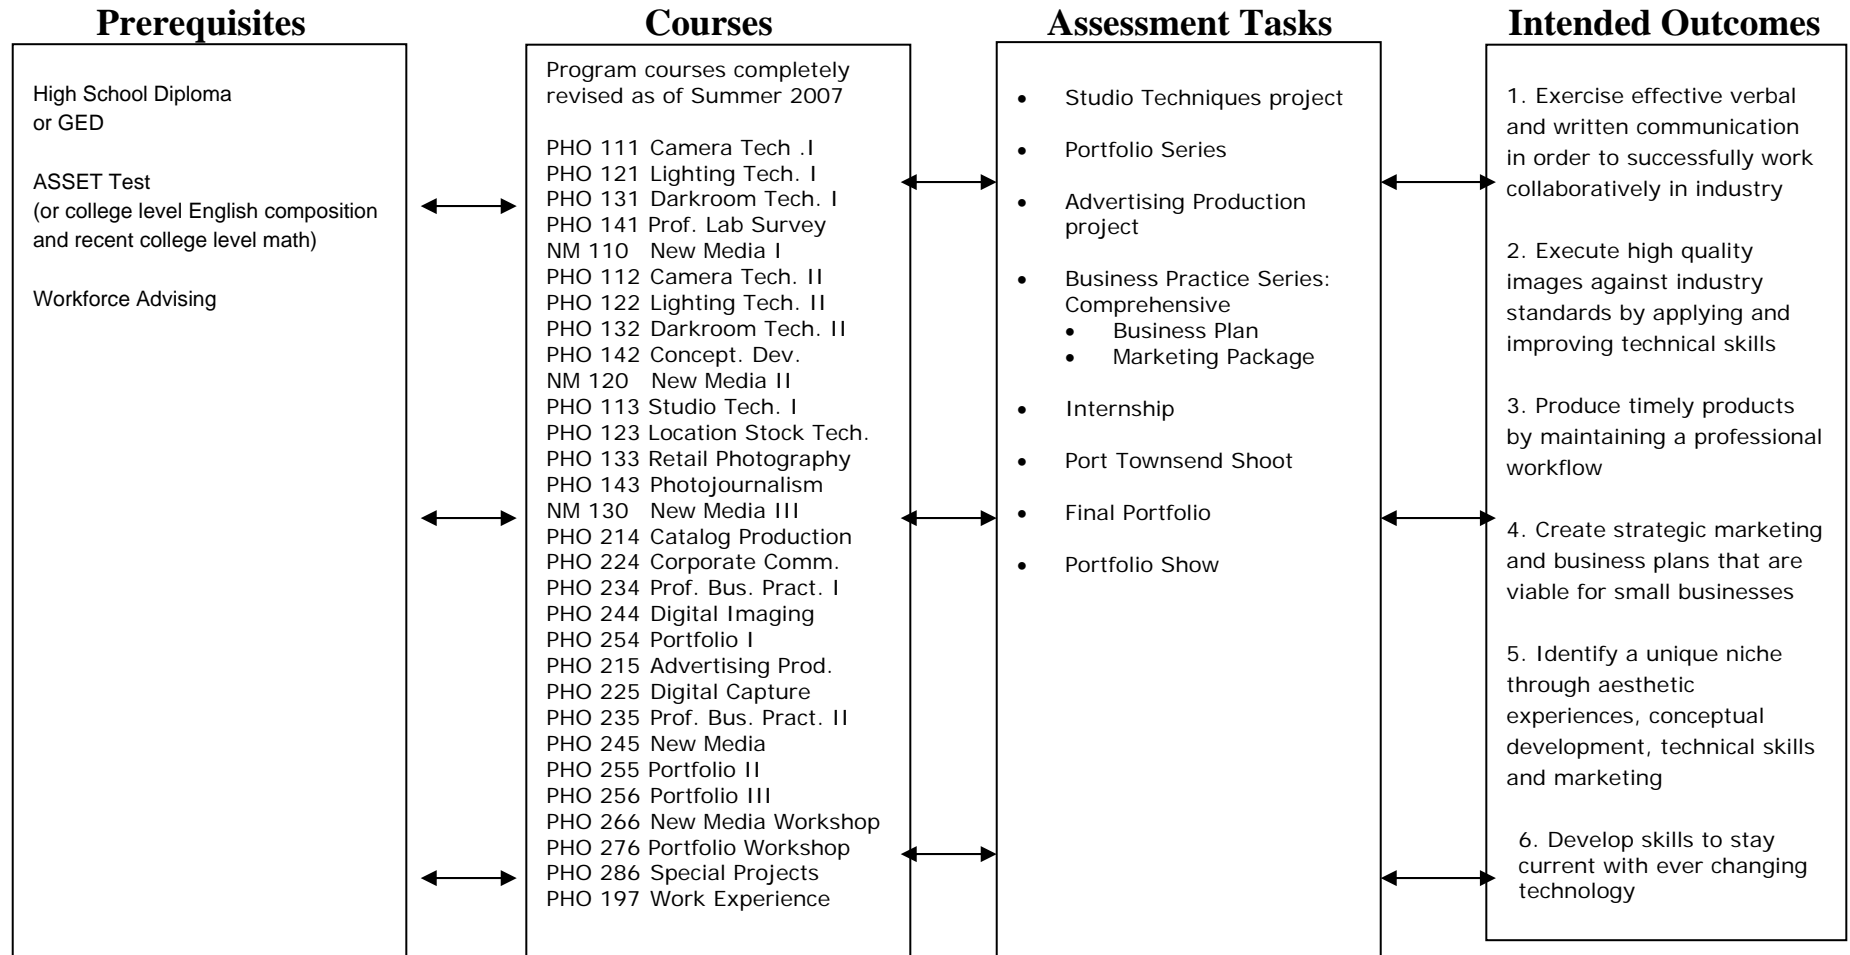 Prerequisites
High School Diploma
or GED
ASSET Test
(or college level English composition
and recent college level math)
Workforce Advising
Courses
Program courses completely
revised as of Summer 2007
PHO 111 Camera Tech .I
PHO 121 Lighting Tech. I
PHO 131 Darkroom Tech. I
PHO 141 Prof. Lab Survey
NM 110 New Media I
PHO 112 Camera Tech. II
PHO 122 Lighting Tech. II
PHO 132 Darkroom Tech. II
PHO 142 Concept. Dev.
NM 120 New Media II
PHO 113 Studio Tech. I
PHO 123 Location Stock Tech.
PHO 133 Retail Photography
PHO 143 Photojournalism
NM 130 New Media III
PHO 214 Catalog Production
PHO 224 Corporate Comm.
PHO 234 Prof. Bus. Pract. I
PHO 244 Digital Imaging
PHO 254 Portfolio I
PHO 215 Advertising Prod.
PHO 225 Digital Capture
PHO 235 Prof. Bus. Pract. II
PHO 245 New Media
PHO 255 Portfolio II
PHO 256 Portfolio III
PHO 266 New Media Workshop
PHO 276 Portfolio Workshop
PHO 286 Special Projects
PHO 197 Work Experience
Assessment Tasks
• Studio Techniques project
• Portfolio Series
• Advertising Production
project
• Business Practice Series:
Comprehensive
• Business Plan
• Marketing Package
• Internship
• Port Townsend Shoot
• Final Portfolio
• Portfolio Show
Intended Outcomes
1. Exercise effective verbal
and written communication
in order to successfully work
collaboratively in industry
2. Execute high quality
images against industry
standards by applying and
improving technical skills
3. Produce timely products
by maintaining a professional
workflow
4. Create strategic marketing
and business plans that are
viable for small businesses
5. Identify a unique niche
through aesthetic
experiences, conceptual
development, technical skills
and marketing
6. Develop skills to stay
current with ever changing
technology